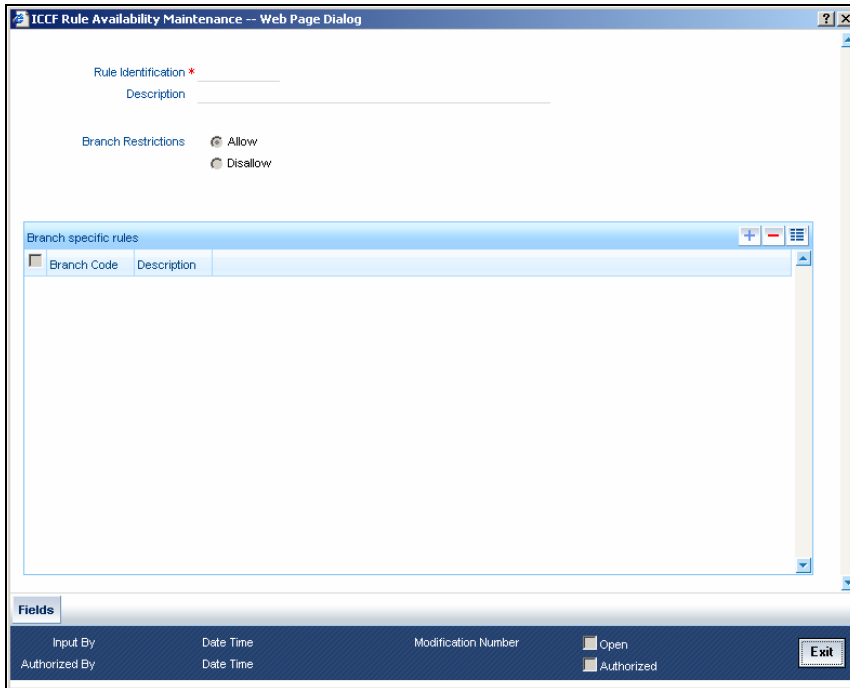 ICCF Rule Availability Maintenance -- Web Page Dialog
Rule Identification *
Description
Branch Restrictions Allow
Disallow
Branch specific rules
Branch Code Description
Fields
Input By Date Time Modification Number Open
Authorized By Date Time Authorized
Exit